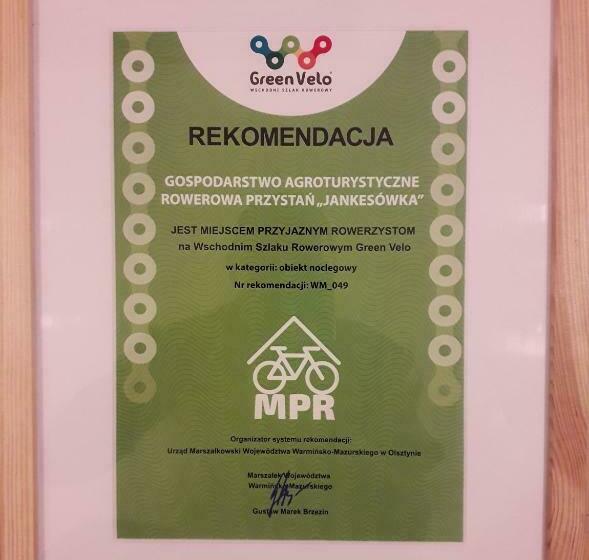 Green Velo
WSCHODNI SZLAK ROWEROWY
REKOMENDACJA
GOSPODARSTWO AGROTURYSTYCZNE
ROWEROWA PRZYSTAŃ „JANKESÓWKA”
JEST MIEJSCEM PRZYJAZNYM ROWERZYSTOM
na Wschodnim Szlaku Rowerowym Green Velo
w kategorii: obiekt noclegowy
Nr rekomendacji: WM_049
MPR
Organizator systemu rekomendacji:
Urząd Marszałkowski Województwa Warmińsko-Mazurskiego w Olsztynie
Marszałek Województwa
Warmińsko-Mazurskiego
Gustaw Marek Brzezin